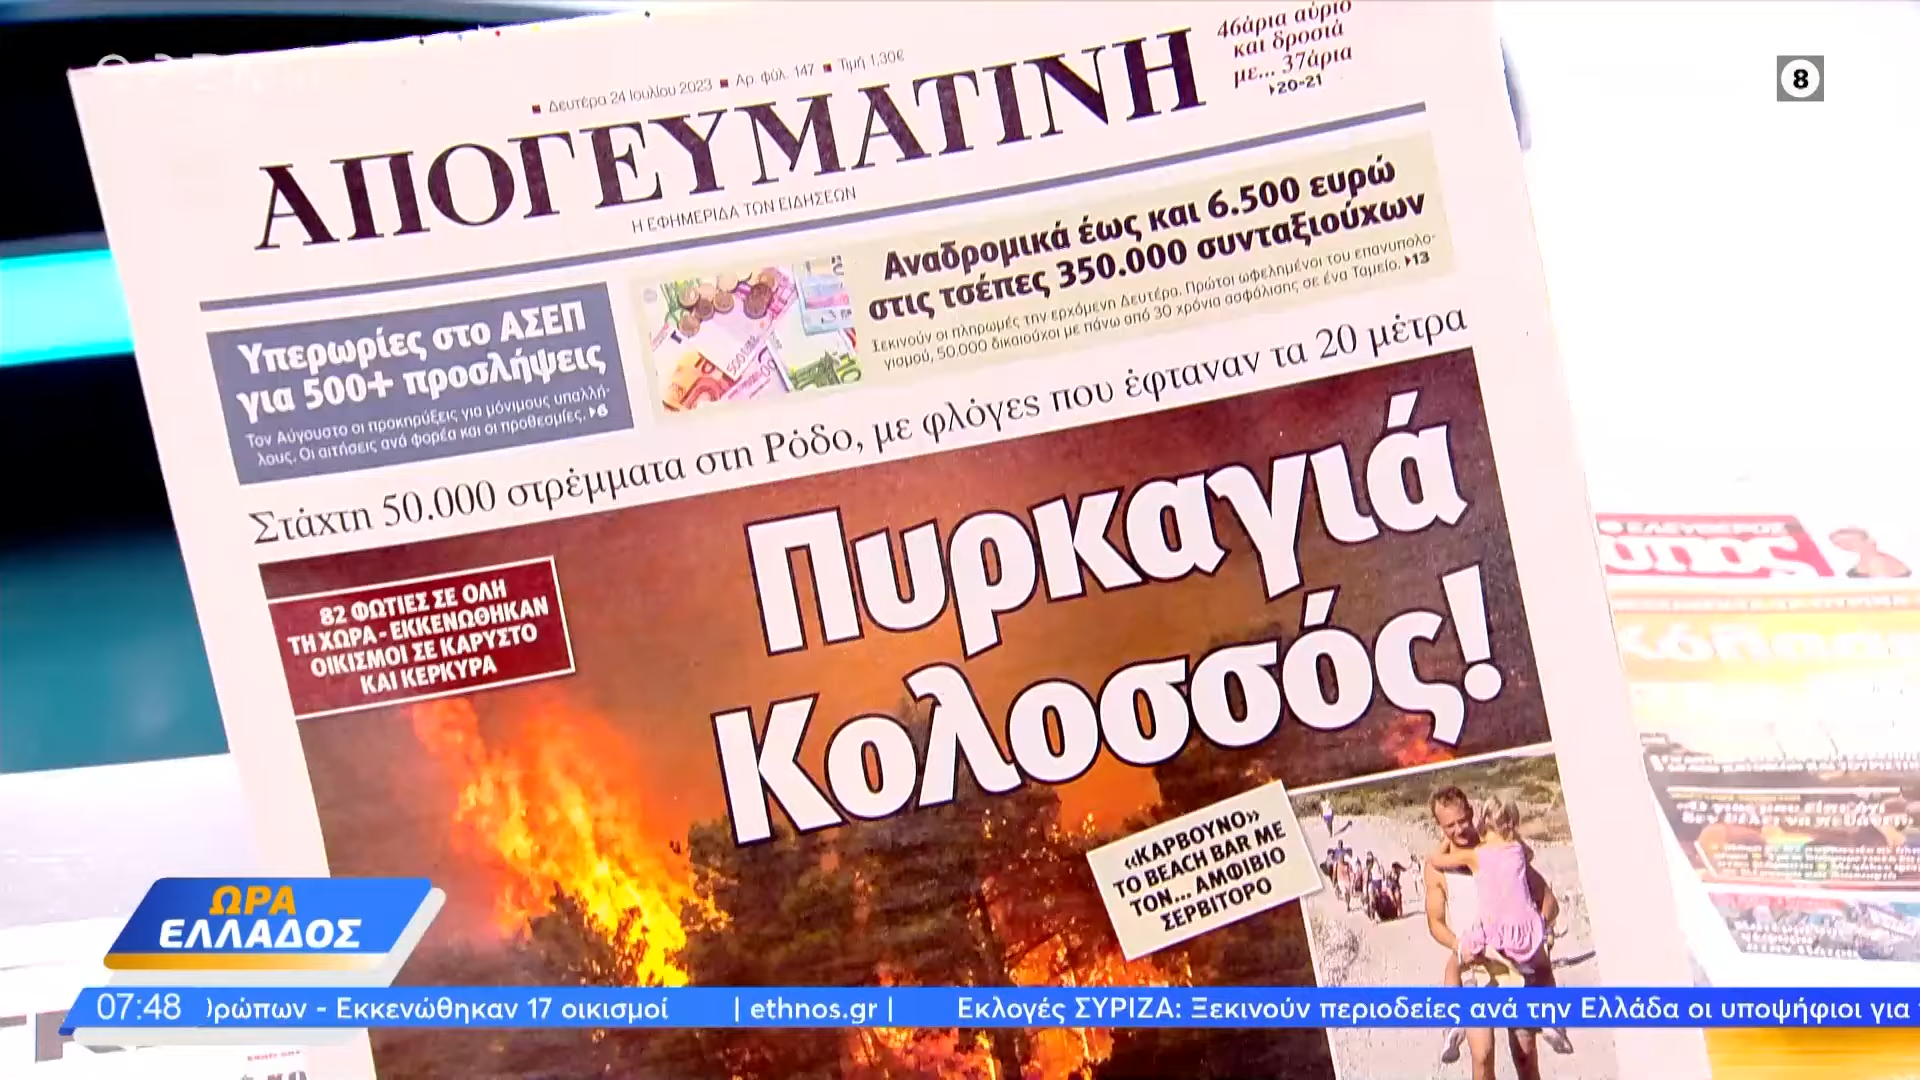 ■ Δευτέρα 24 Ιουλίου 2023 ■ Αρ. φύλ. 147 ■ Τιμή 1,30€
46άρια αύριο
και δροσιά
με... 37άρια
▸20-21
8
ΑΠΟΓΕΥΜΑΤΙΝΗ
Η ΕΦΗΜΕΡΙΔΑ ΤΩΝ ΕΙΔΗΣΕΩΝ
Υπερωρίες στο ΑΣΕΠ
για 500+ προσλήψεις
Τον Αύγουστο οι προκηρύξεις για μόνιμους υπαλλή-
λους. Οι αιτήσεις ανά φορέα και οι προθεσμίες. ▸6
Αναδρομικά έως και 6.500 ευρώ
στις τσέπες 350.000 συνταξιούχων
Ξεκινούν οι πληρωμές την ερχόμενη Δευτέρα. Πρώτοι ωφελημένοι του επανυπολο-
γισμού, 50.000 δικαιούχοι με πάνω από 30 χρόνια ασφάλισης σε ένα Ταμείο. ▸13
Στάχτη 50.000 στρέμματα στη Ρόδο, με φλόγες που έφταναν τα 20 μέτρα
82 ΦΩΤΙΕΣ ΣΕ ΟΛΗ
ΤΗ ΧΩΡΑ - ΕΚΚΕΝΩΘΗΚΑΝ
ΟΙΚΙΣΜΟΙ ΣΕ ΚΑΡΥΣΤΟ
ΚΑΙ ΚΕΡΚΥΡΑ
Πυρκαγιά
Κολοσσός!
«ΚΑΡΒΟΥΝΟ»
ΤΟ BEACH BAR ΜΕ
ΤΟΝ... ΑΜΦΙΒΙΟ
ΣΕΡΒΙΤΟΡΟ
ΕΛΕΥΘΕΡΟΣ
ΩΡΑ
ΕΛΛΑΔΟΣ
07:48 θρώπων - Εκκενώθηκαν 17 οικισμοί | ethnos.gr | Εκλογές ΣΥΡΙΖΑ: Ξεκινούν περιοδείες ανά την Ελλάδα οι υποψήφιοι για